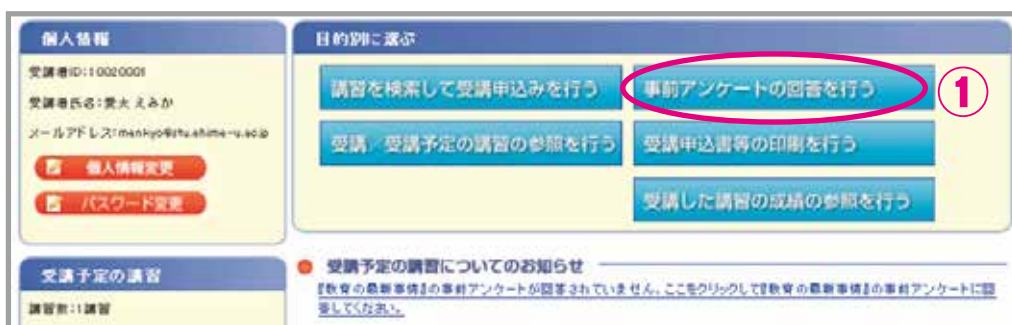 個人情報
受講者ID:10020001
受講者氏名:愛大 えみか
メールアドレス:menkyo@stu.ehime-u.ac.jp
個人情報変更
パスワード変更
受講予定の講習
講習数:1講習
目的別に選ぶ
講習を検索して受講申込みを行う
事前アンケートの回答を行う
①
受講／受講予定の講習の参照を行う
受講申込書等の印刷を行う
受講した講習の成績の参照を行う
受講予定の講習についてのお知らせ
『教育の最新事情』の事前アンケートが回答されていません。ここをクリックして『教育の最新事情』の事前アンケートに回
答してください。